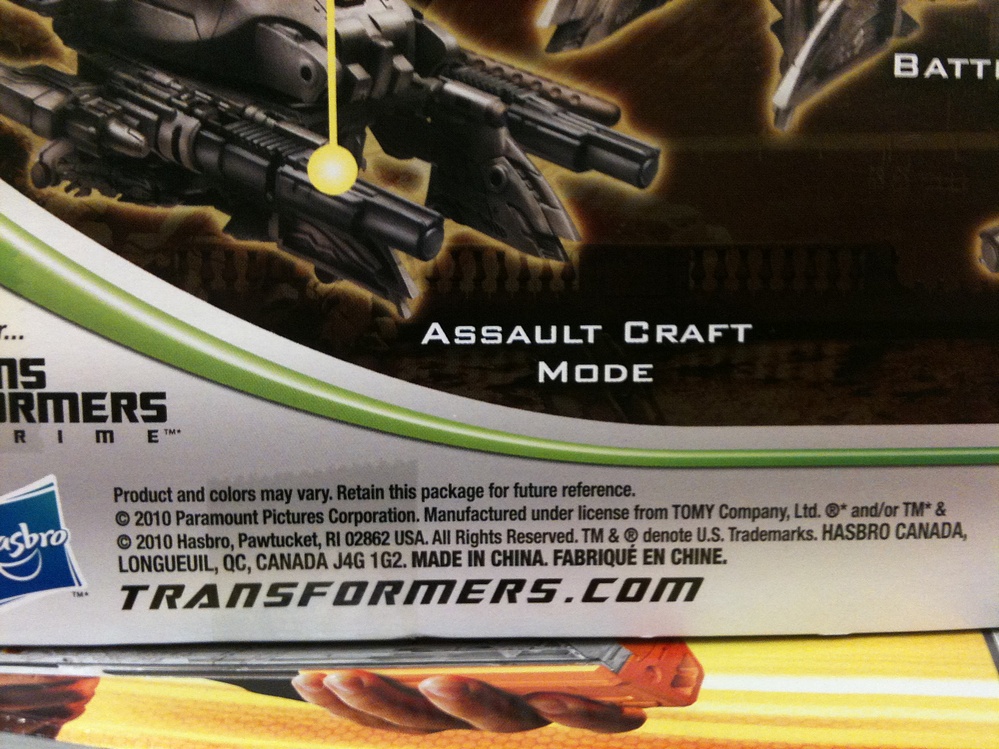 BATT
ASSAULT CRAFT
MODE
r...
NS
RMERS
RIME™*
asbro
™*
Product and colors may vary. Retain this package for future reference.
© 2010 Paramount Pictures Corporation. Manufactured under license from TOMY Company, Ltd. ®* and/or TM* &
© 2010 Hasbro, Pawtucket, RI 02862 USA. All Rights Reserved. TM & ® denote U.S. Trademarks. HASBRO CANADA,
LONGUEUIL, QC, CANADA J4G 1G2. MADE IN CHINA. FABRIQUÉ EN CHINE.
TRANSFORMERS.COM